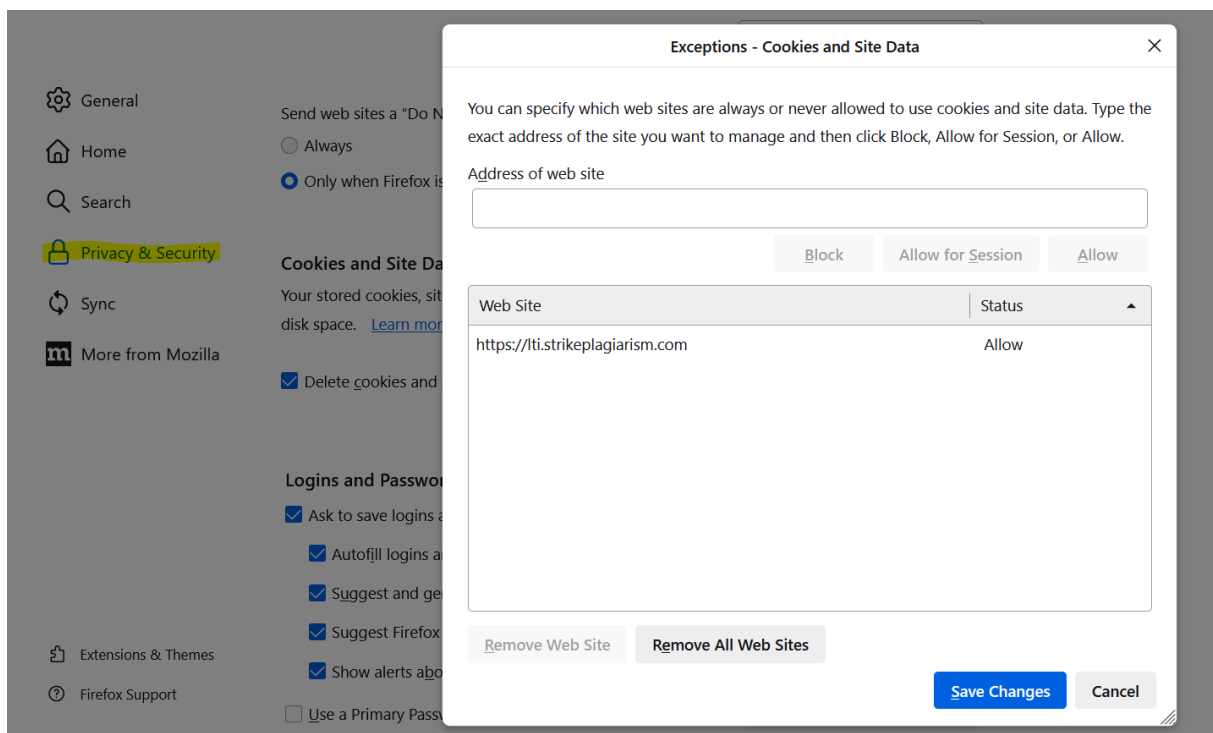 Exceptions - Cookies and Site Data
General
Home
Search
Privacy & Security
Sync
More from Mozilla
Extensions & Themes
Firefox Support
Send web sites a "Do N
Always
Only when Firefox is
Cookies and Site Da
Your stored cookies, sit
disk space. Learn mor
Delete cookies and
Logins and Passwor
Ask to save logins a
Autofill logins a
Suggest and ge
Suggest Firefox
Show alerts abo
Use a Primary Passw
You can specify which web sites are always or never allowed to use cookies and site data. Type the
exact address of the site you want to manage and then click Block, Allow for Session, or Allow.
Address of web site
Block Allow for Session Allow
Web Site Status
https://lti.strikeplagiarism.com Allow
Remove Web Site Remove All Web Sites
Save Changes Cancel